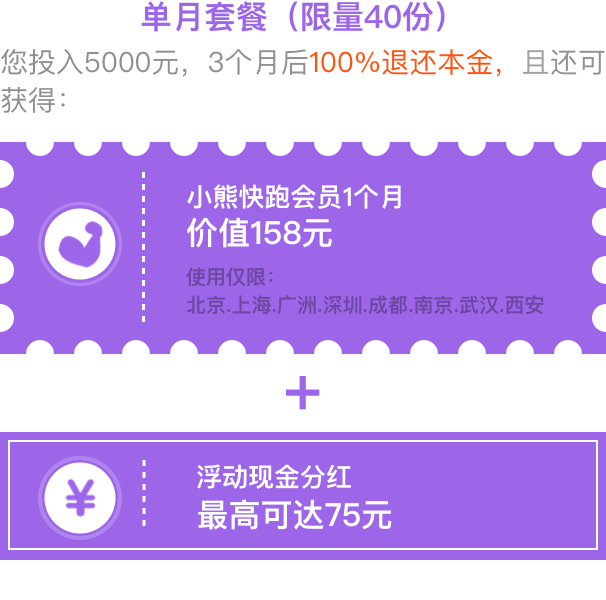 单月套餐（限量40份）
您投入5000元，3个月后100%退还本金，且还可
获得：
小熊快跑会员1个月
价值158元
使用仅限：
北京.上海.广洲.深圳.成都.南京.武汉.西安
+
¥
浮动现金分红
最高可达75元